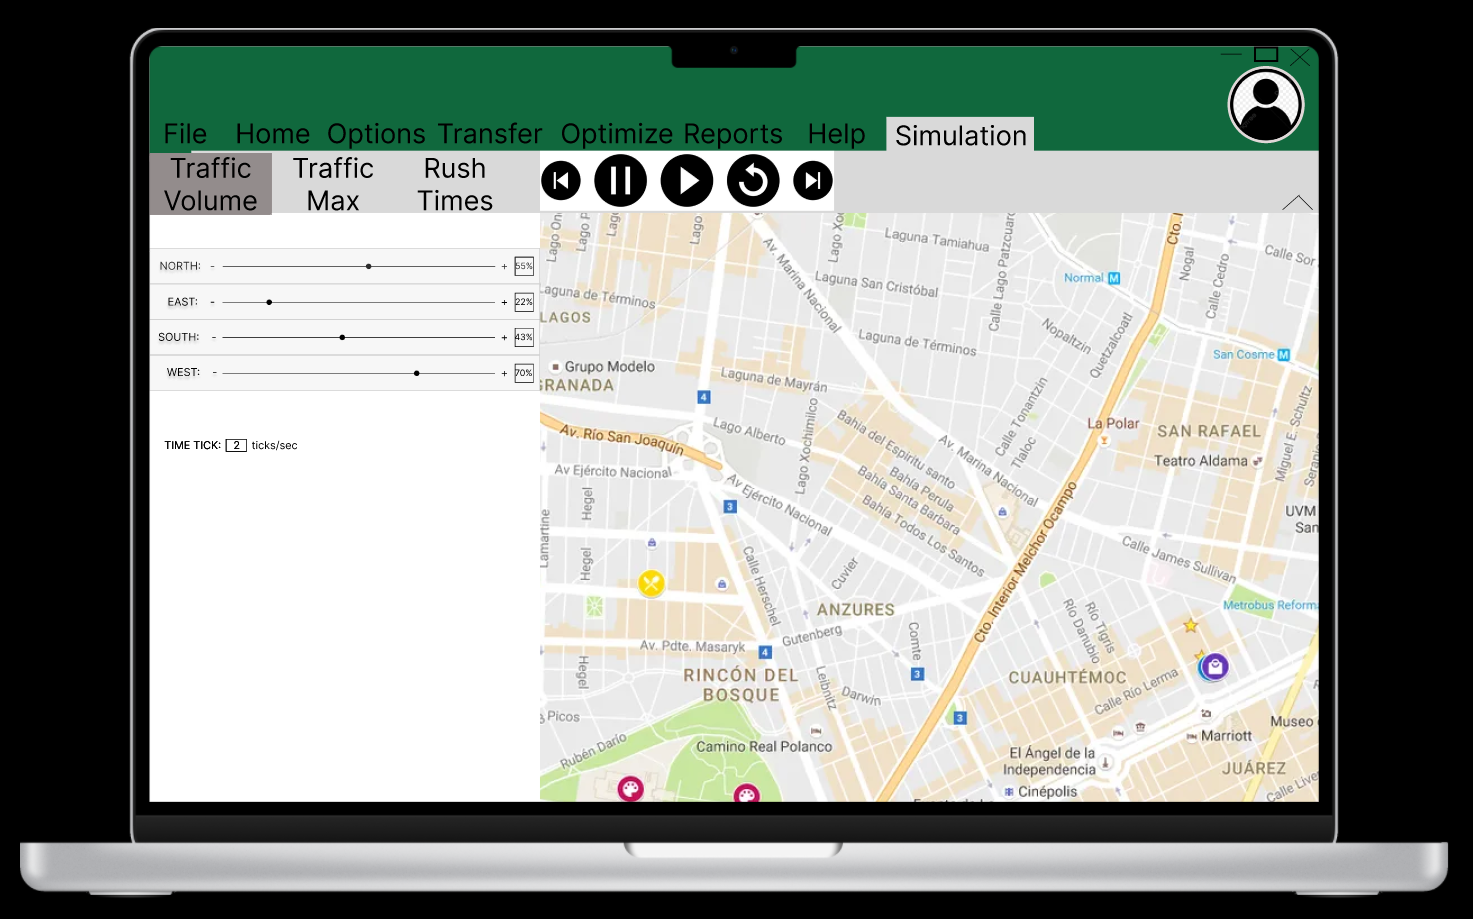 File Home Options Transfer Optimize Reports Help Simulation
Traffic Volume
Traffic Max
Rush Times
NORTH: - + 55%
EAST: - + 22%
SOUTH: - + 43%
WEST: - + 70%
TIME TICK: 2 ticks/sec
Lago
Lago
Lago
Lago
Lago Xo
Av. Marina Nacional
Laguna Tamiahua
Calle Lago Patzcuaro
Cto. I
Nogal
Calle Cedro
Calle Sor
Normal M
Laguna San Cristóbal
aguna de Términos
LAGOS
Laguna de Términos
Nopaltzin
Quetzalcoatl
San Cosme M
Grupo Modelo
GRANADA
Laguna de Mayrán
4
Lago Alberto
Lago Xochimilco
Calle Tonantzin
Tlaloc
La Polar
SAN RAFAEL
Teatro Aldama
Miguel E. Schultz
Av. Río San Joaquín
Av Ejército Nacional
Av Ejército Nacional
Bahía del Espiritu santo
Bahía Perula
Bahía Santa Barbara
Bahía Todos Los Santos
Av. Marina Nacional
3
Hegel
Lamartine
UVM
San
Cto. Interior Melchor Ocampo
Calle James Sullivan
Hegel
Calle Herschel
Cuvier
ANZURES
Metrobus Reforma
Río Tigris
Río Danubio
Av. Pdte. Masaryk
4
Gutenberg
Comte
Hegel
RINCÓN DEL
BOSQUE
Leibnitz
Darwin
3
CUAUHTÉMOC
Calle Río Lerma
3
Picos
Rubén Darío
Camino Real Polanco
El Ángel de la
Independencia
Cinépolis
Marriott
Museo
JUÁREZ
Calle Live